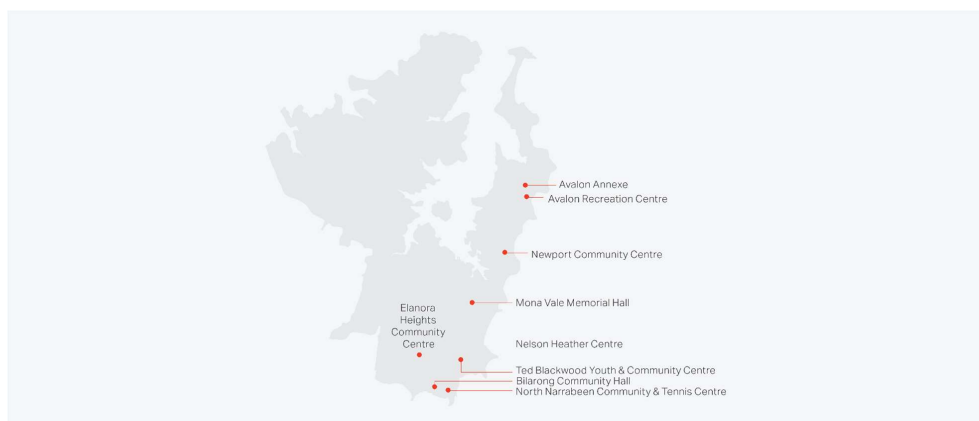 Avalon Annexe
Avalon Recreation Centre
Newport Community Centre
Mona Vale Memorial Hall
Elanora
Heights
Community
Centre
Nelson Heather Centre
Ted Blackwood Youth & Community Centre
Bilarong Community Hall
North Narrabeen Community & Tennis Centre